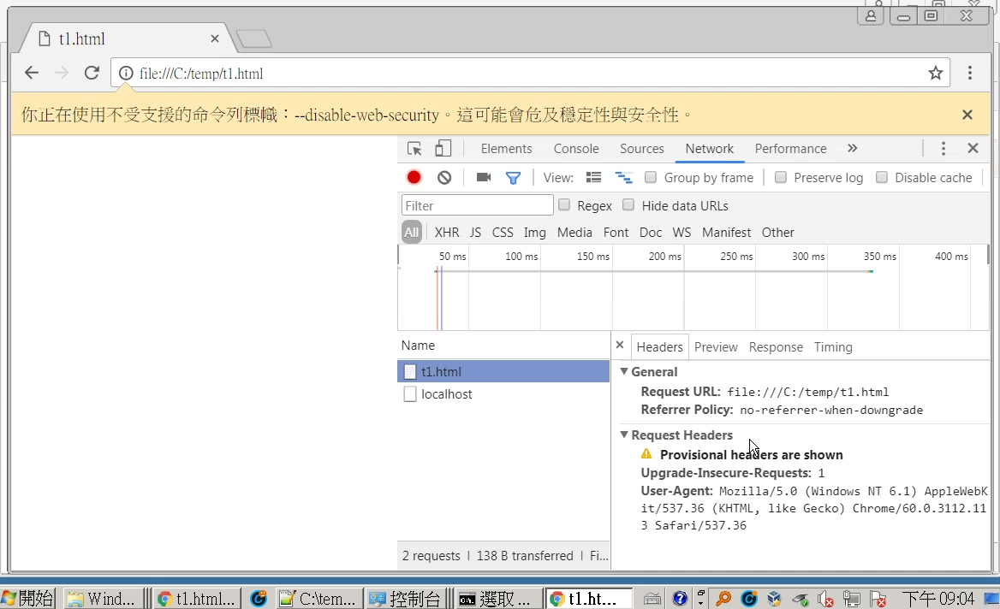 t1.html
file:///C:/temp/t1.html
你正在使用不受支援的命令列標幟：--disable-web-security。這可能會危及穩定性與安全性。
Elements Console Sources Network Performance »
View: Group by frame Preserve log Disable cache
Filter Regex Hide data URLs
All XHR JS CSS Img Media Font Doc WS Manifest Other
50 ms 100 ms 150 ms 200 ms 250 ms 300 ms 350 ms 400 ms
Name
t1.html
localhost
2 requests | 138 B transferred | Fi...
Headers Preview Response Timing
General
Request URL: file:///C:/temp/t1.html
Referrer Policy: no-referrer-when-downgrade
Request Headers
Provisional headers are shown
Upgrade-Insecure-Requests: 1
User-Agent: Mozilla/5.0 (Windows NT 6.1) AppleWebK
it/537.36 (KHTML, like Gecko) Chrome/60.0.3112.11
3 Safari/537.36
開始 Wind... t1.html... C:\tem... 控制台 選取 ... t1.ht... 下午 09:04